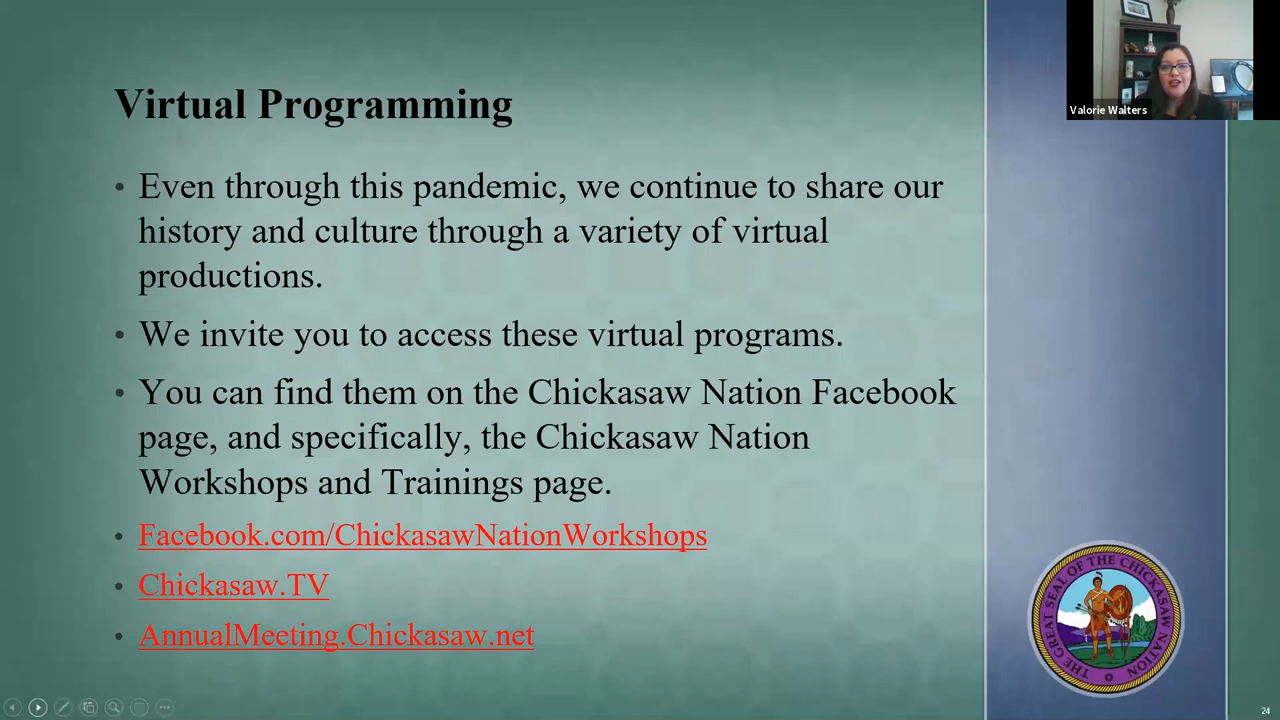 Virtual Programming
Valorie Walters
• Even through this pandemic, we continue to share our
history and culture through a variety of virtual
productions.
• We invite you to access these virtual programs.
• You can find them on the Chickasaw Nation Facebook
page, and specifically, the Chickasaw Nation
Workshops and Trainings page.
• Facebook.com/ChickasawNationWorkshops
• Chickasaw.TV
• AnnualMeeting.Chickasaw.net
THE GREAT SEAL OF THE CHICKASAW NATION
24